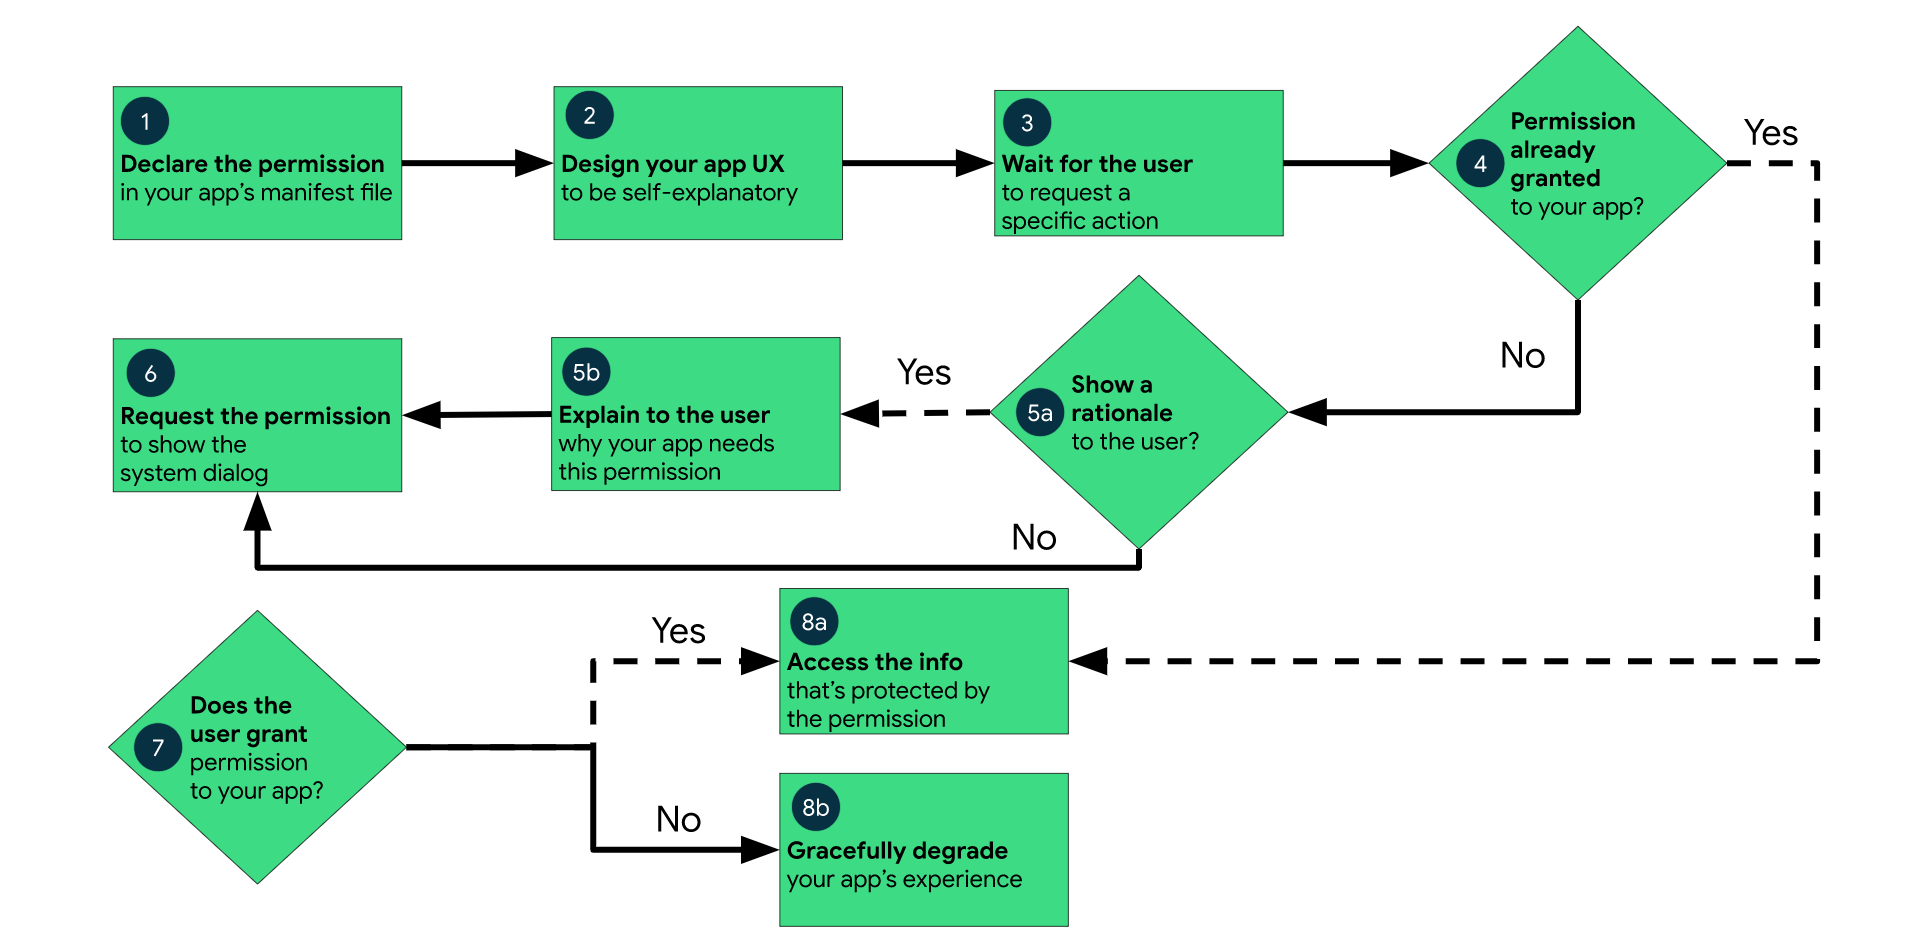 1
Declare the permission
in your app's manifest file
2
Design your app UX
to be self-explanatory
3
Wait for the user
to request a
specific action
4
Permission
already
granted
to your app?
Yes
No
5a
Show a
rationale
to the user?
Yes
No
5b
Explain to the user
why your app needs
this permission
6
Request the permission
to show the
system dialog
7
Does the
user grant
permission
to your app?
Yes
No
8a
Access the info
that's protected by
the permission
8b
Gracefully degrade
your app's experience